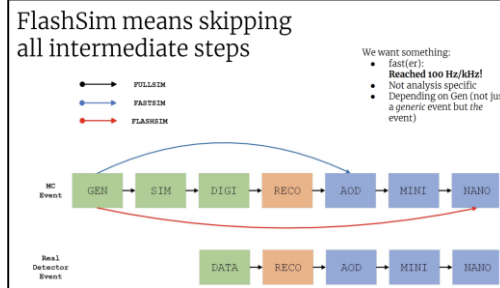 FlashSim means skipping
all intermediate steps
We want something:
fast(er):
Reached 100 Hz/kHz!
Not analysis specific
Depending on Gen (not jus
a generic event but the
event)
FULLSIM
FASTSIM
FLASHSIM
MC
Event
GEN SIM DIGI RECO AOD MINI NANO
Real
Detector
Event
DATA RECO AOD MINI NANO